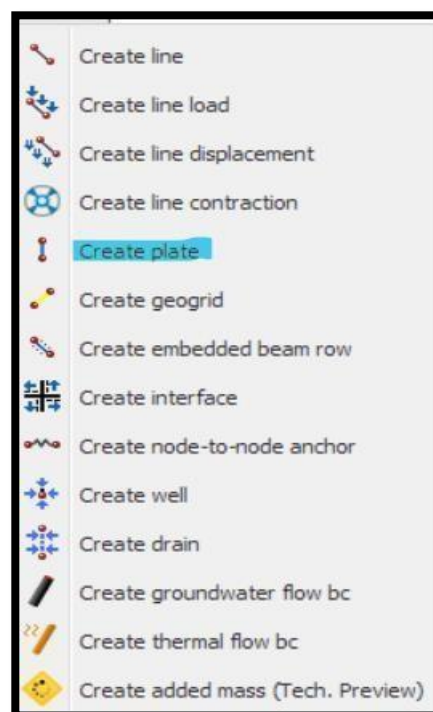 Create line
Create line load
Create line displacement
Create line contraction
Create plate
Create geogrid
Create embedded beam row
Create interface
Create node-to-node anchor
Create well
Create drain
Create groundwater flow bc
Create thermal flow bc
Create added mass (Tech. Preview)